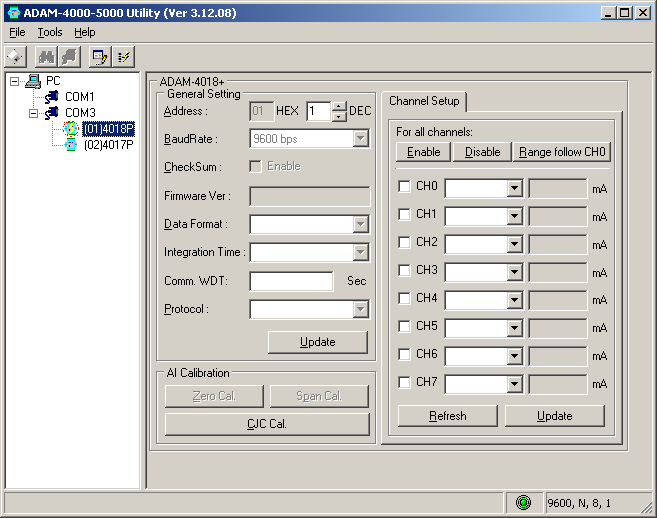 ADAM-4000-5000 Utility (Ver 3.12.08)
File Tools Help
PC
COM1
COM3
(01)4018P
(02)4017P
ADAM-4018+
General Setting
Address : 01 HEX 1 DEC
BaudRate : 9600 bps
CheckSum : Enable
Firmware Ver :
Data Format :
Integration Time :
Comm. WDT: Sec
Protocol :
Update
AI Calibration
Zero Cal. Span Cal.
CJC Cal.
Channel Setup
For all channels:
Enable Disable Range follow CH0
CH0 mA
CH1 mA
CH2 mA
CH3 mA
CH4 mA
CH5 mA
CH6 mA
CH7 mA
Refresh Update
9600, N, 8, 1